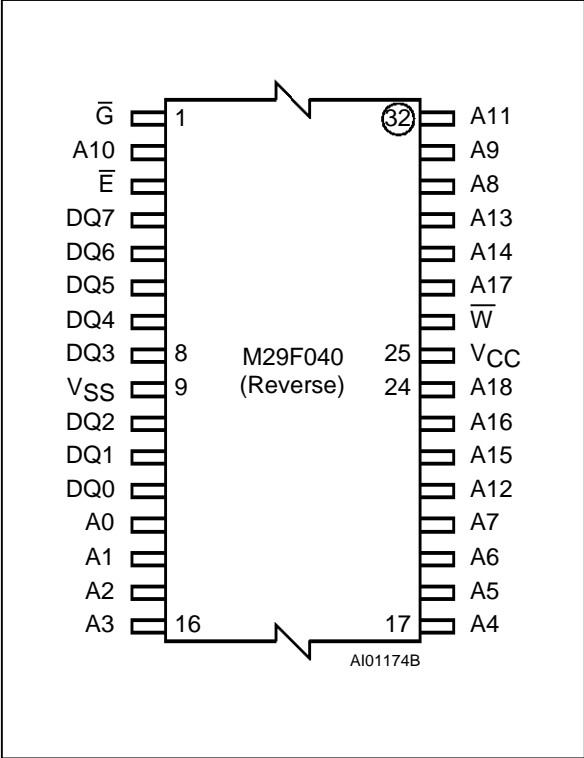 G̅ 1 32 A11
A10 A9
E̅ A8
DQ7 A13
DQ6 A14
DQ5 A17
DQ4 W̅
DQ3 8 M29F040 25 VCC
VSS 9 (Reverse) 24 A18
DQ2 A16
DQ1 A15
DQ0 A12
A0 A7
A1 A6
A2 A5
A3 16 17 A4
AI01174B